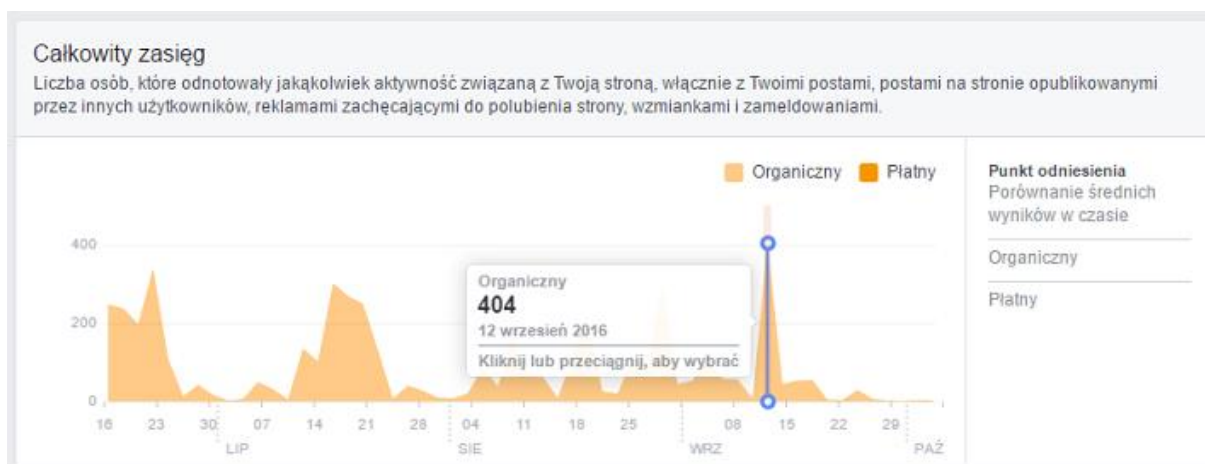 Całkowity zasięg
Liczba osób, które odnotowały jakąkolwiek aktywność związaną z Twoją stroną, włącznie z Twoimi postami, postami na stronie opublikowanymi
przez innych użytkowników, reklamami zachęcającymi do polubienia strony, wzmiankami i zameldowaniami.
Organiczny Płatny
Punkt odniesienia
Porównanie średnich
wyników w czasie
Organiczny
Płatny
400
200
0
Organiczny
404
12 wrzesień 2016
Kliknij lub przeciągnij, aby wybrać
16 23 30 07 14 21 28 04 11 18 25 08 15 22 29
LIP SIE WRZ PAŹ